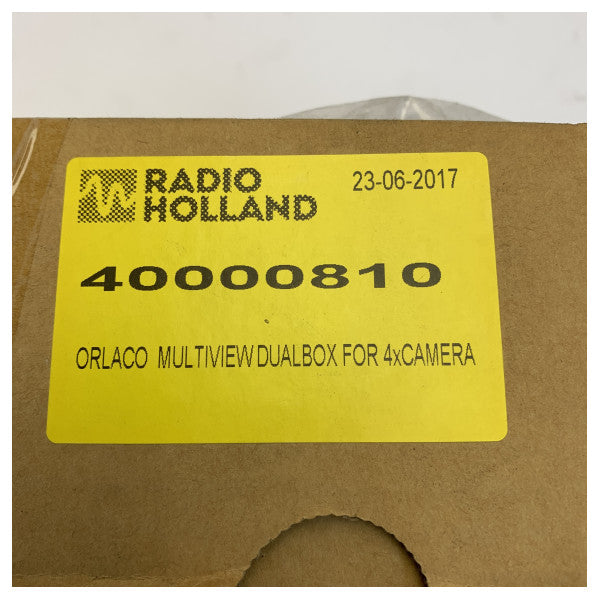 RADIO
HOLLAND
23-06-2017
40000810
ORLACO MULTIVIEW DUALBOX FOR 4xCAMERA